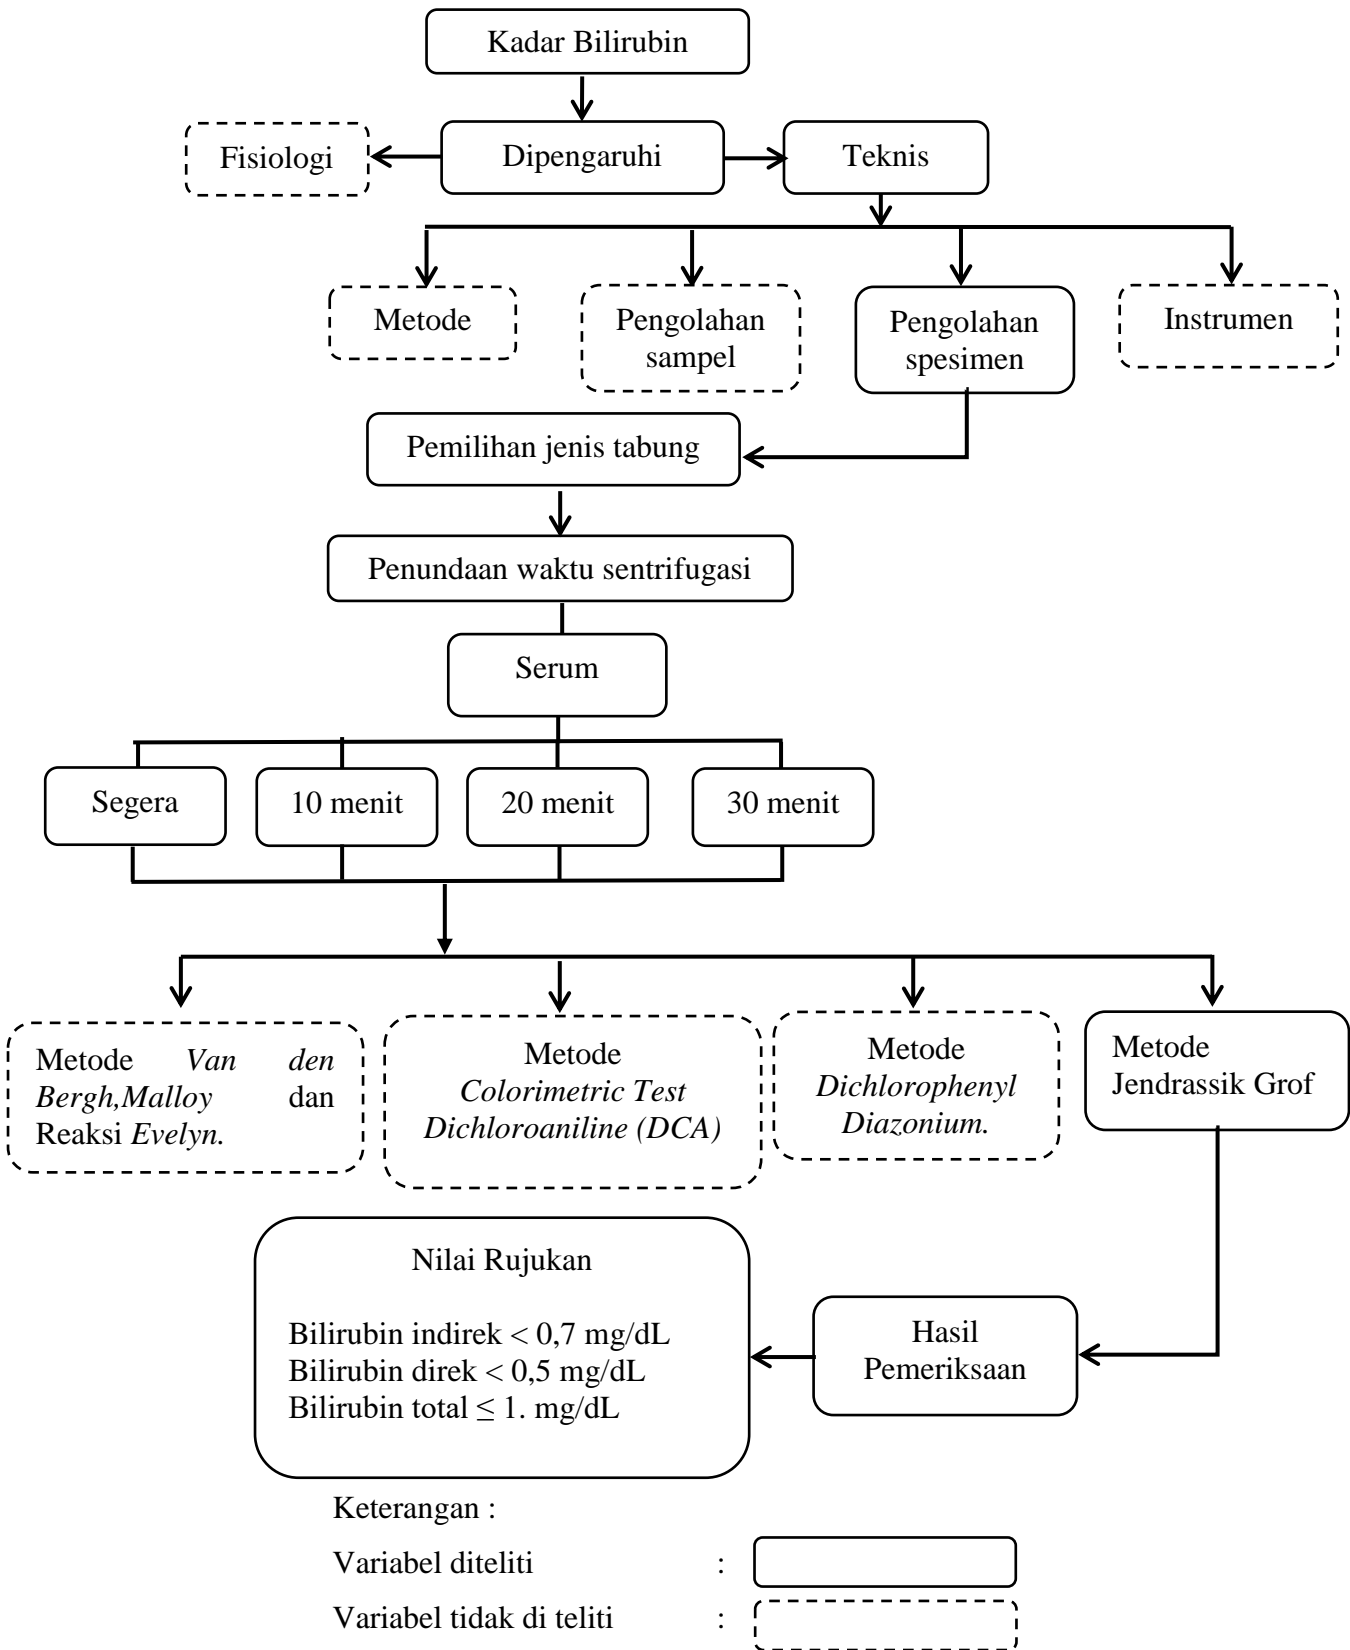 Kadar Bilirubin
Fisiologi
Dipengaruhi
Teknis
Metode
Pengolahan
sampel
Pengolahan
spesimen
Instrumen
Pemilihan jenis tabung
Penundaan waktu sentrifugasi
Serum
Segera
10 menit
20 menit
30 menit
Metode Van den
Bergh,Malloy dan
Reaksi Evelyn.
Metode
Colorimetric Test
Dichloroaniline (DCA)
Metode
Dichlorophenyl
Diazonium.
Metode
Jendrassik Grof
Nilai Rujukan
Bilirubin indirek < 0,7 mg/dL
Bilirubin direk < 0,5 mg/dL
Bilirubin total ≤ 1. mg/dL
Hasil
Pemeriksaan
Keterangan :
Variabel diteliti :
Variabel tidak di teliti :